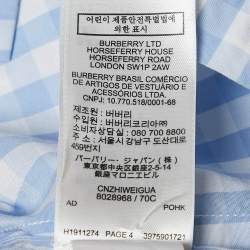 어린이 제품안전특별법에
의한 표시
BURBERRY LTD
HORSEFERRY HOUSE
HORSEFERRY ROAD
LONDON SW1P 2AW
BURBERRY BRASIL COMÉRCIO
DE ARTIGOS DE VESTUÁRIO E
ACESSÓRIOS LTDA.
CNPJ: 10.770.518/0001-68
제조원 : 버버리
수입원 : 버버리코리아㈜
소비자상담실 : 080 700 8800
주소 : 서울시 강남구 도산대로
459번지
バーバリー・ジャパン(株)
東京都中央区銀座2-5-14
銀座マロニエビル
CNZHIWEIGUA
8028968 / 70C
AD POHK
H1911274 PAGE 4 3975901721